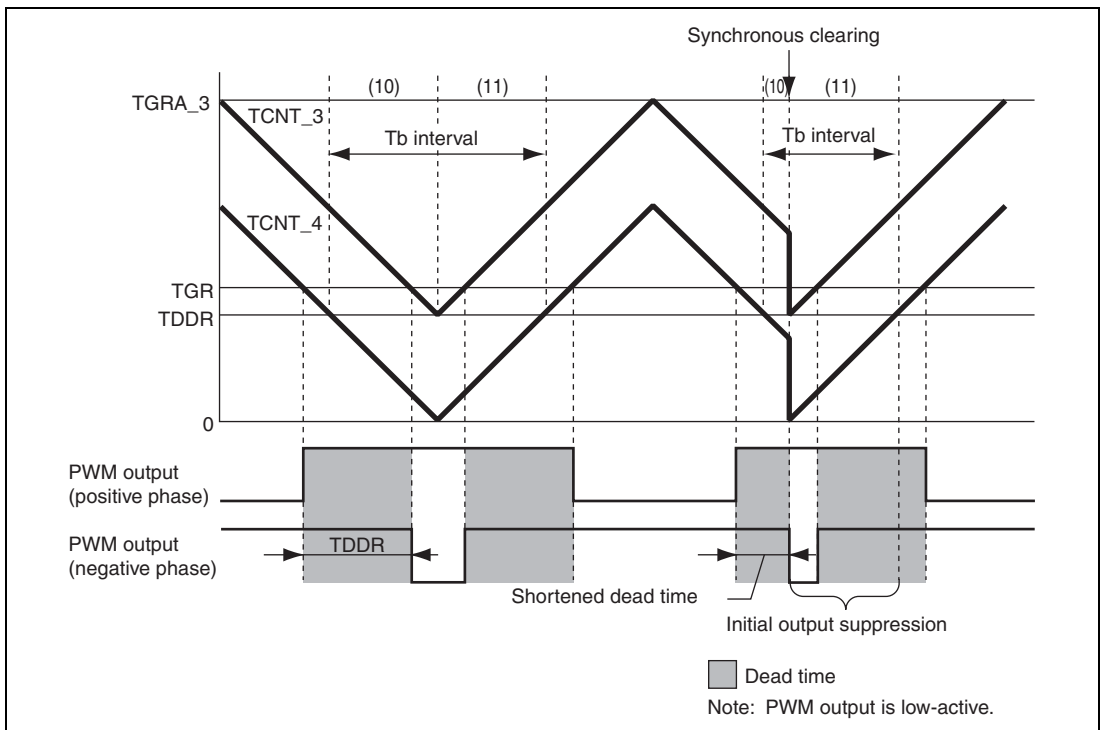 Synchronous clearing
(10)
(11)
(10)
(11)
TGRA_3
TCNT_3
Tb interval
Tb interval
TCNT_4
TGR
TDDR
0
PWM output
(positive phase)
PWM output
(negative phase)
TDDR
Shortened dead time
Initial output suppression
Dead time
Note: PWM output is low-active.